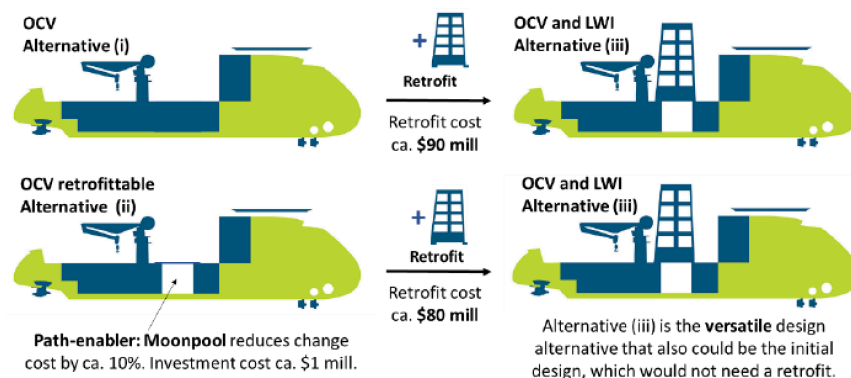 OCV
Alternative (i)
+
Retrofit
Retrofit cost
ca. $90 mill
OCV and LWI
Alternative (iii)
OCV retrofittable
Alternative (ii)
+
Retrofit
Retrofit cost
ca. $80 mill
OCV and LWI
Alternative (iii)
Path-enabler: Moonpool reduces change
cost by ca. 10%. Investment cost ca. $1 mill.
Alternative (iii) is the versatile design
alternative that also could be the initial
design, which would not need a retrofit.